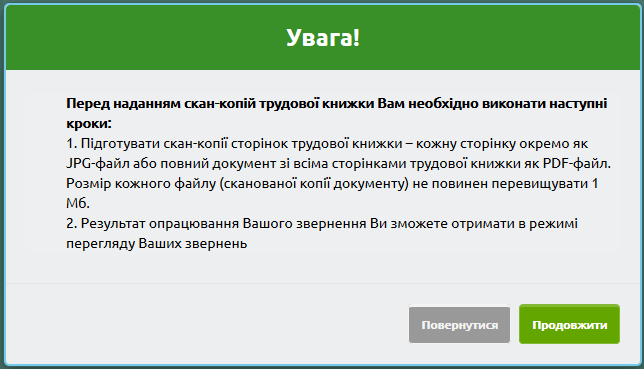 Увага!
Перед наданням скан-копій трудової книжки Вам необхідно виконати наступні
кроки:
1. Підготувати скан-копії сторінок трудової книжки – кожну сторінку окремо як
JPG-файл або повний документ зі всіма сторінками трудової книжки як PDF-файл.
Розмір кожного файлу (сканованої копії документу) не повинен перевищувати 1
Мб.
2. Результат опрацювання Вашого звернення Ви зможете отримати в режимі
перегляду Ваших звернень
Повернутися
Продовжити